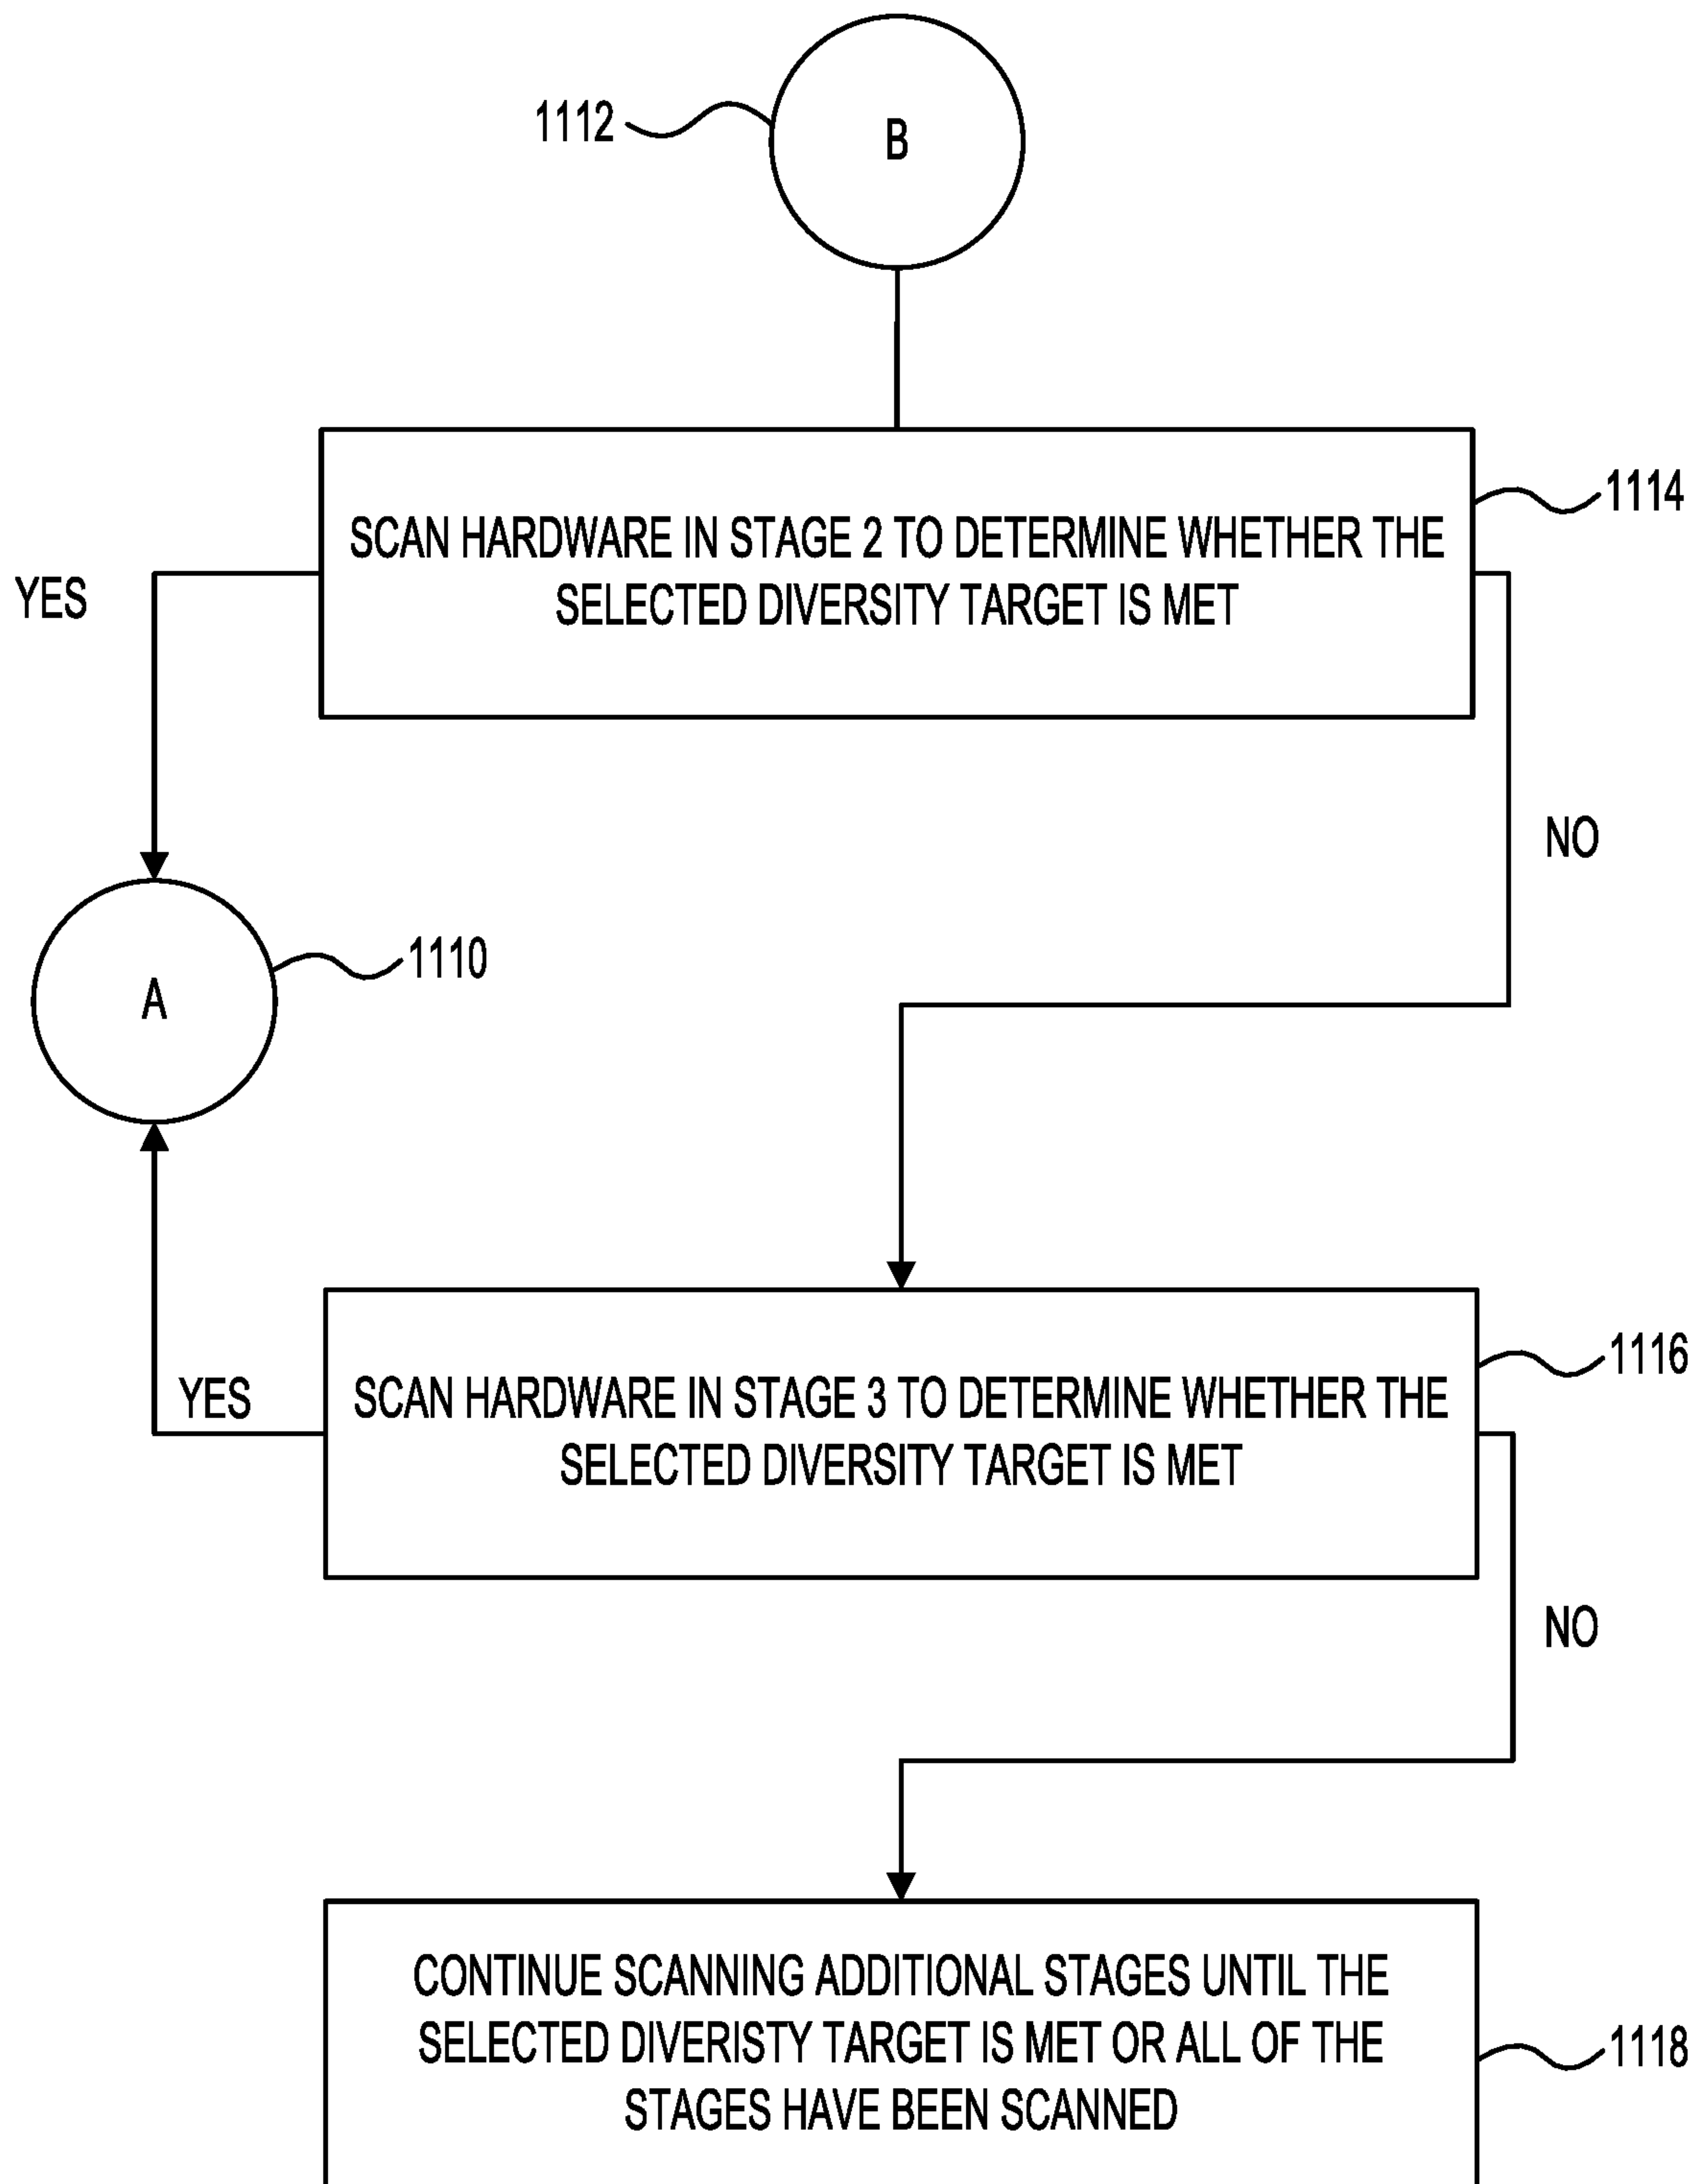 1112
B
1114
SCAN HARDWARE IN STAGE 2 TO DETERMINE WHETHER THE
SELECTED DIVERSITY TARGET IS MET
YES
NO
1110
A
1116
SCAN HARDWARE IN STAGE 3 TO DETERMINE WHETHER THE
SELECTED DIVERSITY TARGET IS MET
YES
NO
CONTINUE SCANNING ADDITIONAL STAGES UNTIL THE
SELECTED DIVERISTY TARGET IS MET OR ALL OF THE
STAGES HAVE BEEN SCANNED
1118